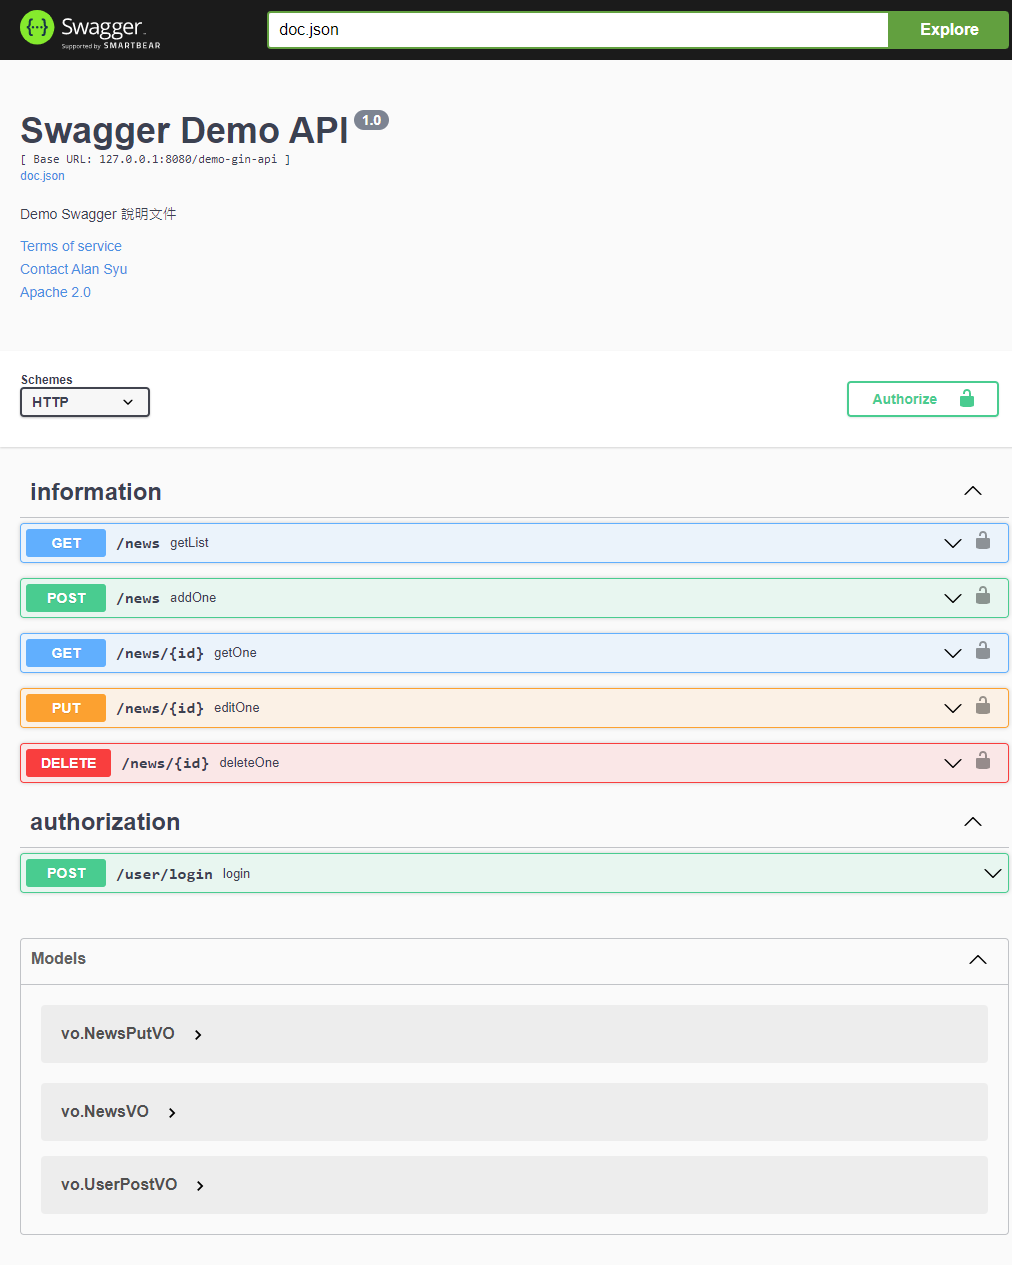 Swagger
Supported by SMARTBEAR
doc.json
Explore
Swagger Demo API 1.0
[ Base URL: 127.0.0.1:8080/demo-gin-api ]
doc.json
Demo Swagger 說明文件
Terms of service
Contact Alan Syu
Apache 2.0
Schemes
HTTP
Authorize
information
GET /news getList
POST /news addOne
GET /news/{id} getOne
PUT /news/{id} editOne
DELETE /news/{id} deleteOne
authorization
POST /user/login login
Models
vo.NewsPutVO
vo.NewsVO
vo.UserPostVO